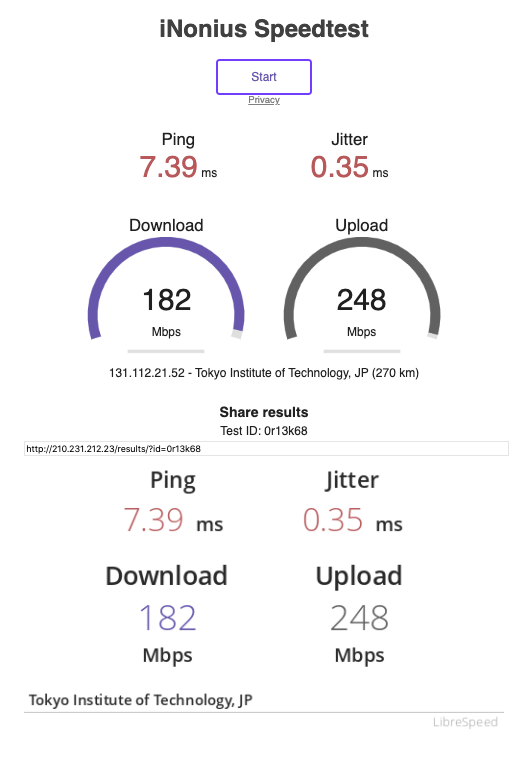 iNonius Speedtest
Start
Privacy
Ping Jitter
7.39 ms 0.35 ms
Download Upload
182 248
Mbps Mbps
131.112.21.52 - Tokyo Institute of Technology, JP (270 km)
Share results
Test ID: 0r13k68
http://210.231.212.23/results/?id=0r13k68
Ping Jitter
7.39 ms 0.35 ms
Download Upload
182 248
Mbps Mbps
Tokyo Institute of Technology, JP
LibreSpeed